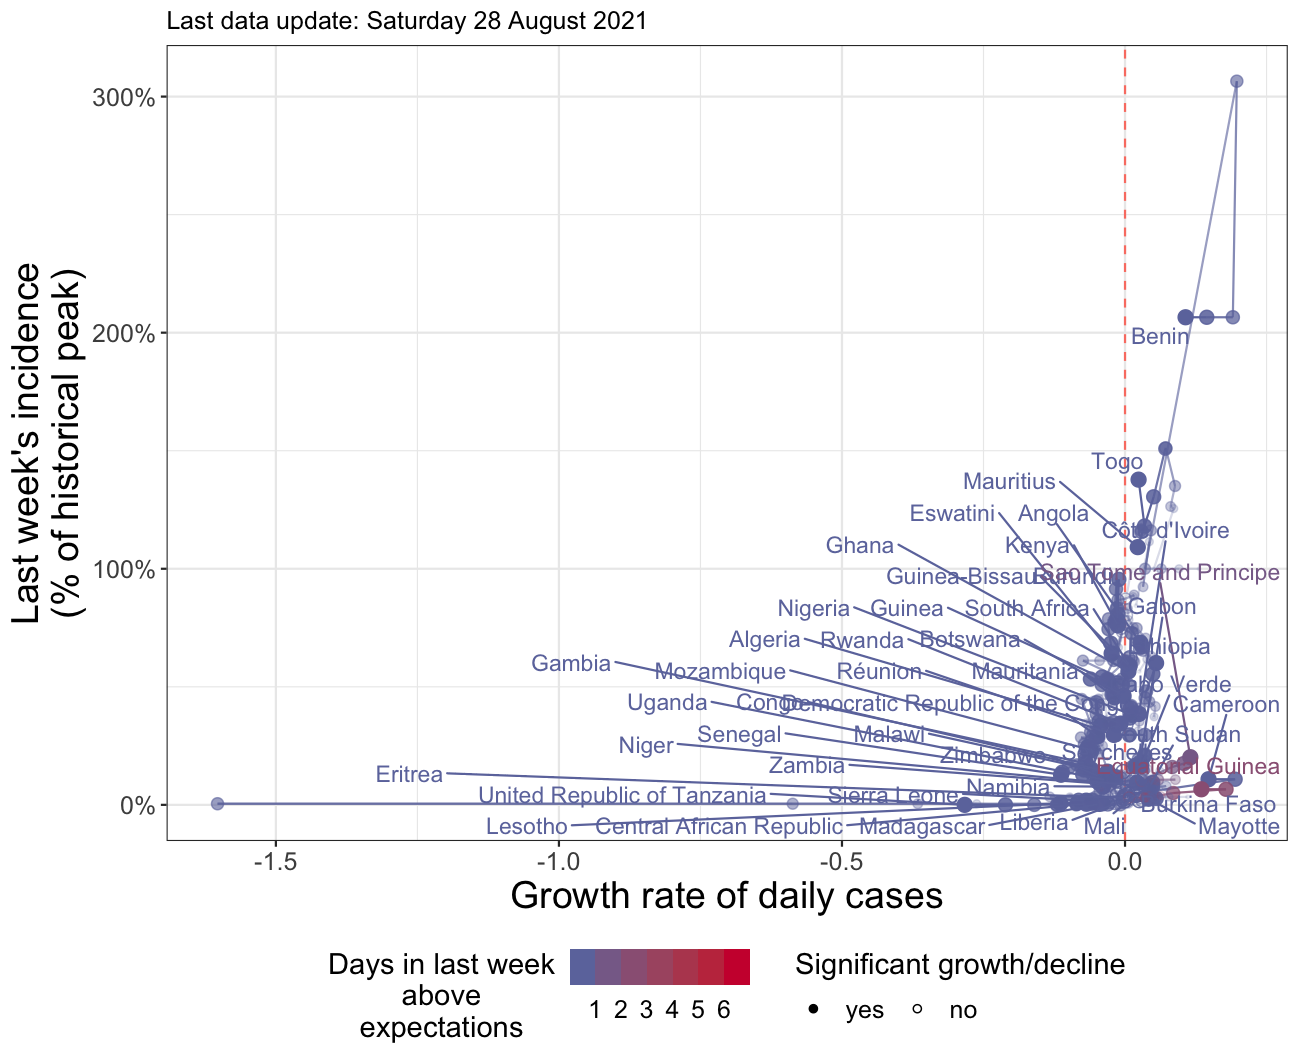 Last data update: Saturday 28 August 2021
Last week's incidence
(% of historical peak)
300%
200%
100%
0%
Benin
Togo
Mauritius
Eswatini
Angola
Côte d'Ivoire
Ghana
Kenya
Guinea-Bissau
Burundi
Sao Tome and Principe
Nigeria
Guinea
South Africa
Gabon
Algeria
Rwanda
Botswana
Ethiopia
Gambia
Mozambique
Réunion
Mauritania
Cabo Verde
Uganda
Congo
Democratic Republic of the Congo
Cameroon
Senegal
Malawi
South Sudan
Niger
Zimbabwe
Seychelles
Zambia
Equatorial Guinea
Eritrea
Namibia
United Republic of Tanzania
Sierra Leone
Burkina Faso
Lesotho
Central African Republic
Madagascar
Liberia
Mali
Mayotte
-1.5
-1.0
-0.5
0.0
Growth rate of daily cases
Days in last week
above
expectations
1 2 3 4 5 6
Significant growth/decline
yes
no